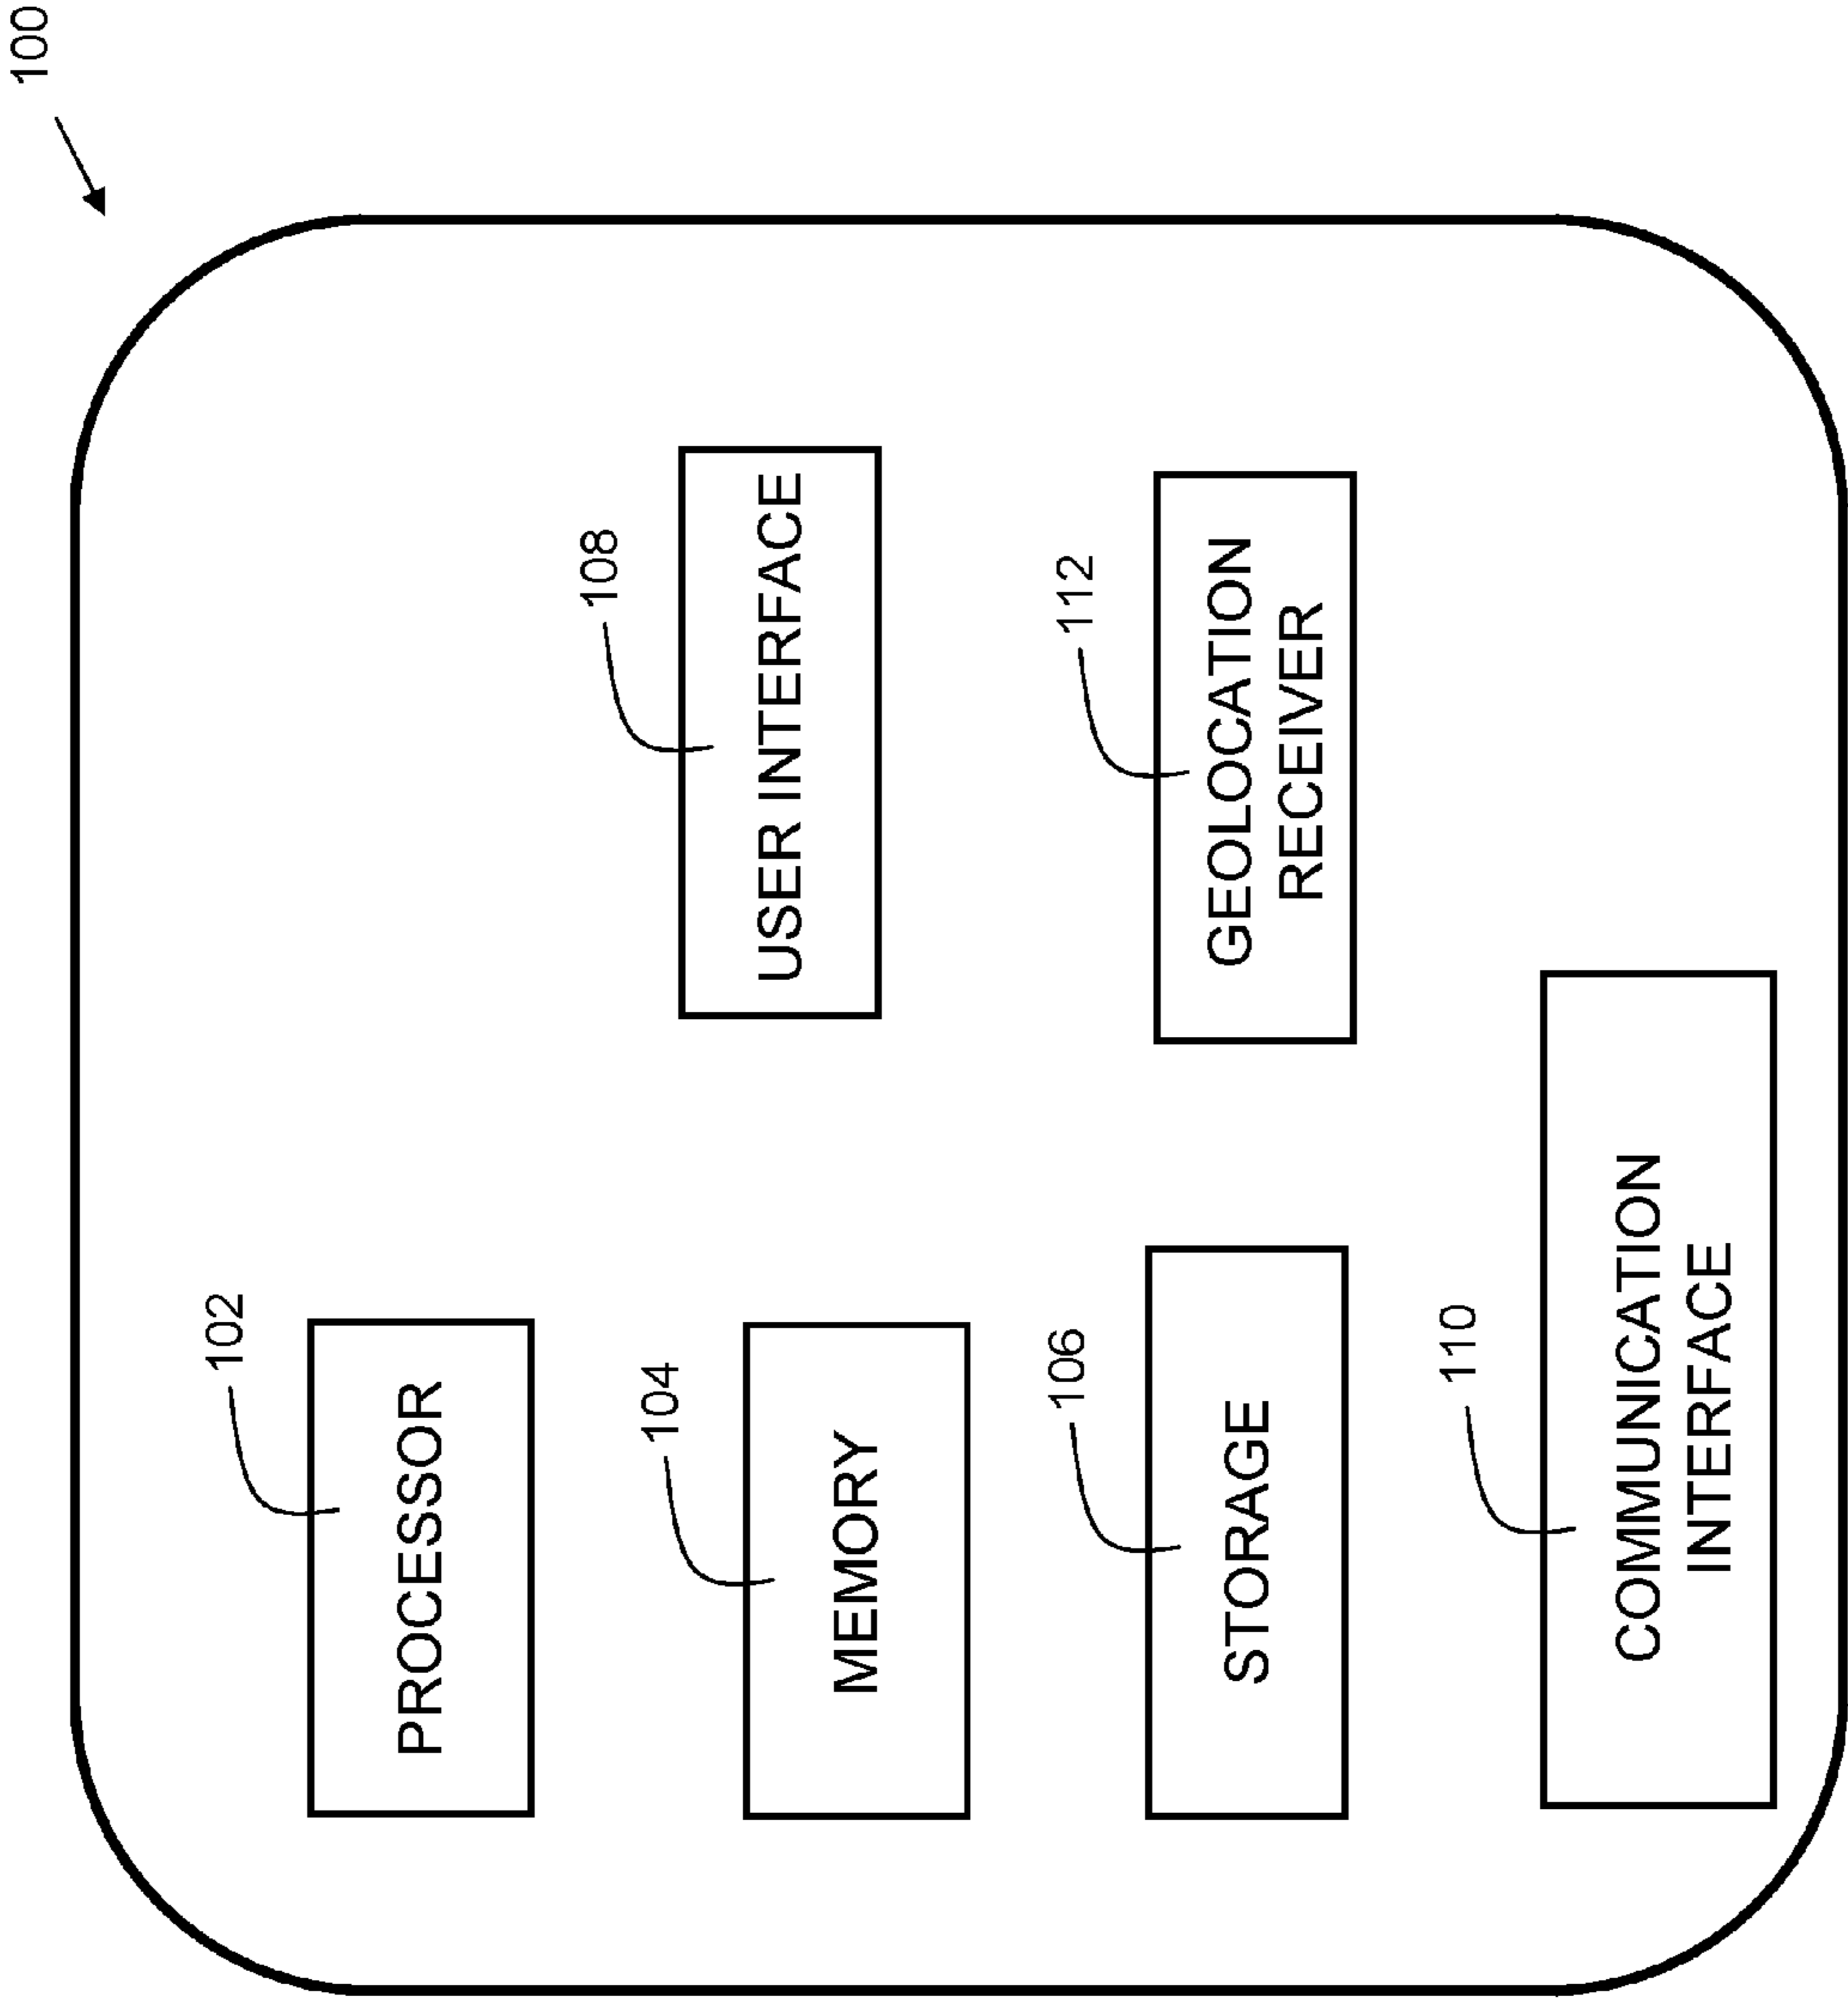 100
102
PROCESSOR
104
MEMORY
106
STORAGE
110
COMMUNICATION
INTERFACE
108
USER INTERFACE
112
GEOLOCATION
RECEIVER